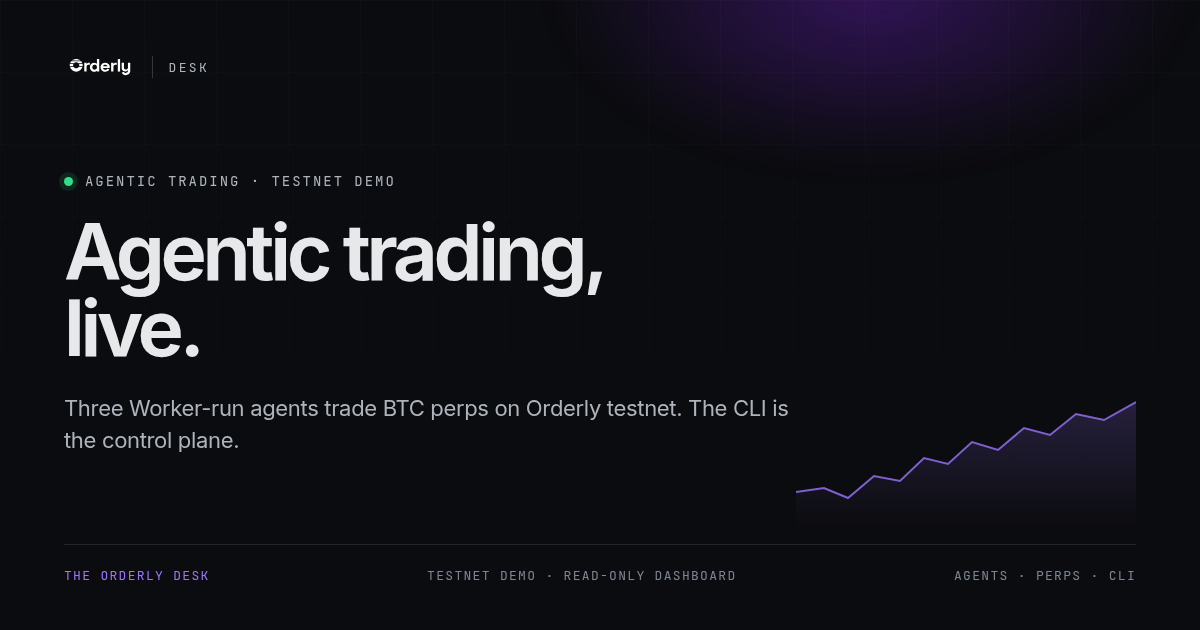 Orderly
DESK
AGENTIC TRADING · TESTNET DEMO
Agentic trading,
live.
Three Worker-run agents trade BTC perps on Orderly testnet. The CLI is
the control plane.
THE ORDERLY DESK
TESTNET DEMO · READ-ONLY DASHBOARD
AGENTS · PERPS · CLI